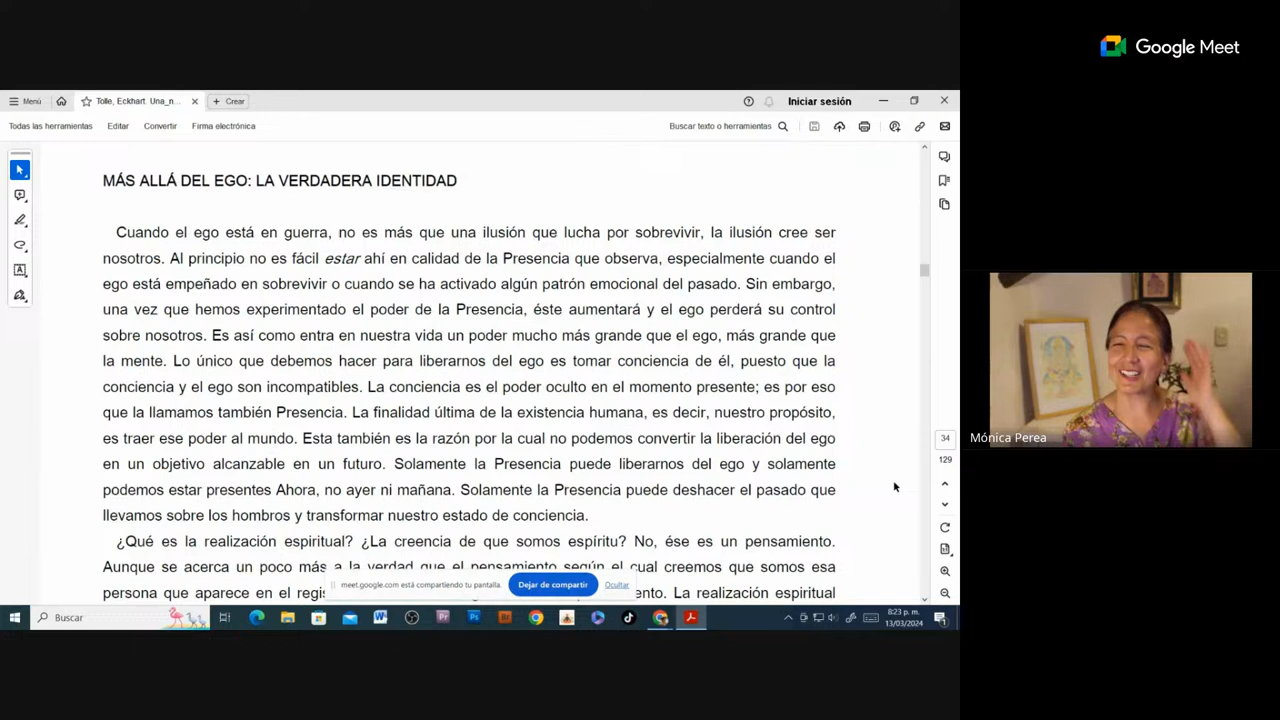 Google Meet
Menú
Tolle, Eckhart Una_n...
Crear
Iniciar sesión
Todas las herramientas
Editar
Convertir
Firma electrónica
Buscar texto o herramientas
MÁS ALLÁ DEL EGO: LA VERDADERA IDENTIDAD
Cuando el ego está en guerra, no es más que una ilusión que lucha por sobrevivir, la ilusión cree ser
nosotros. Al principio no es fácil estar ahí en calidad de la Presencia que observa, especialmente cuando el
ego está empeñado en sobrevivir o cuando se ha activado algún patrón emocional del pasado. Sin embargo,
una vez que hemos experimentado el poder de la Presencia, éste aumentará y el ego perderá su control
sobre nosotros. Es así como entra en nuestra vida un poder mucho más grande que el ego, más grande que
la mente. Lo único que debemos hacer para liberarnos del ego es tomar conciencia de él, puesto que la
conciencia y el ego son incompatibles. La conciencia es el poder oculto en el momento presente; es por eso
que la llamamos también Presencia. La finalidad última de la existencia humana, es decir, nuestro propósito,
es traer ese poder al mundo. Esta también es la razón por la cual no podemos convertir la liberación del ego
en un objetivo alcanzable en un futuro. Solamente la Presencia puede liberarnos del ego y solamente
podemos estar presentes Ahora, no ayer ni mañana. Solamente la Presencia puede deshacer el pasado que
llevamos sobre los hombros y transformar nuestro estado de conciencia.
¿Qué es la realización espiritual? ¿La creencia de que somos espíritu? No, ése es un pensamiento.
Aunque se acerca un poco más a la verdad que el pensamiento según el cual creemos que somos esa
persona que aparece en el regis
ento. La realización espiritual
meet.google.com está compartiendo tu pantalla.
Dejar de compartir
Ocultar
34
129
Mónica Perea
Buscar
8:23 p. m.
13/03/2024